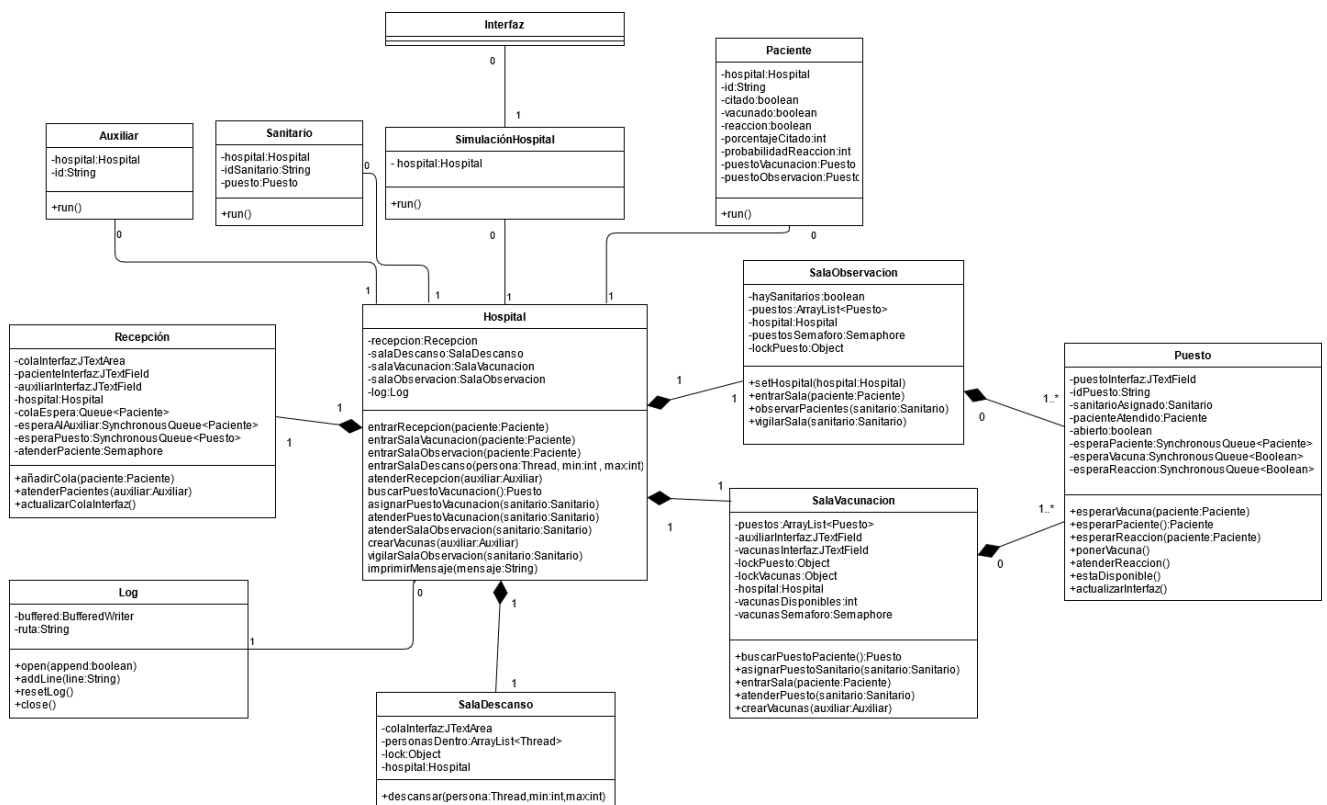 Interfaz
0
1
Paciente
-hospital:Hospital
-id:String
-citado:boolean
-vacunado:boolean
-reaccion:boolean
-porcentajeCitado:int
-probabilidadReaccion:int
-puestoVacunacion:Puesto
-puestoObservacion:Puesto
+run()
0
Auxiliar
-hospital:Hospital
-id:String
+run()
0
Sanitario
-hospital:Hospital
-idSanitario:String
-puesto:Puesto
+run()
0
SimulaciónHospital
- hospital:Hospital
+run()
0
1
1
1
1
Recepción
-colaInterfaz:JTextArea
-pacienteInterfaz:JTextField
-auxiliarInterfaz:JTextField
-hospital:Hospital
-colaEspera:Queue<Paciente>
-esperaAlAuxiliar:SynchronousQueue<Paciente>
-esperaPuesto:SynchronousQueue<Puesto>
-atenderPaciente:Semaphore
+añadirCola(paciente:Paciente)
+atenderPacientes(auxiliar:Auxiliar)
+actualizarColaInterfaz()
1
1
Hospital
-recepcion:Recepcion
-salaDescanso:SalaDescanso
-salaVacunacion:SalaVacunacion
-salaObservacion:SalaObservacion
-log:Log
entrarRecepcion(paciente:Paciente)
entrarSalaVacunacion(paciente:Paciente)
entrarSalaObservacion(paciente:Paciente)
entrarSalaDescanso(persona:Thread, min:int , max:int)
atenderRecepcion(auxiliar:Auxiliar)
buscarPuestoVacunacion():Puesto
asignarPuestoVacunacion(sanitario:Sanitario)
atenderPuestoVacunacion(sanitario:Sanitario)
atenderSalaObservacion(sanitario:Sanitario)
crearVacunas(auxiliar:Auxiliar)
vigilarSalaObservacion(sanitario:Sanitario)
imprimirMensaje(mensaje:String)
1
1
1
1
0
1
SalaObservacion
-haySanitarios:boolean
-puestos:ArrayList<Puesto>
-hospital:Hospital
-puestosSemaforo:Semaphore
-lockPuesto:Object
+setHospital(hospital:Hospital)
+entrarSala(paciente:Paciente)
+observarPacientes(sanitario:Sanitario)
+vigilarSala(sanitario:Sanitario)
0
1..*
Puesto
-puestoInterfaz:JTextField
-idPuesto:String
-sanitarioAsignado:Sanitario
-pacienteAtendido:Paciente
-abierto:boolean
-esperaPaciente:SynchronousQueue<Paciente>
-esperaVacuna:SynchronousQueue<Boolean>
-esperaReaccion:SynchronousQueue<Boolean>
+esperarVacuna(paciente:Paciente)
+esperarPaciente():Paciente
+esperarReaccion(paciente:Paciente)
+ponerVacuna()
+atenderReaccion()
+estaDisponible()
+actualizarInterfaz()
1..*
0
SalaVacunacion
-puestos:ArrayList<Puesto>
-auxiliarInterfaz:JTextField
-vacunasInterfaz:JTextField
-lockPuesto:Object
-lockVacunas:Object
-hospital:Hospital
-vacunasDisponibles:int
-vacunasSemaforo:Semaphore
+buscarPuestoPaciente():Puesto
+asignarPuestoSanitario(sanitario:Sanitario)
+entrarSala(paciente:Paciente)
+atenderPuesto(sanitario:Sanitario)
+crearVacunas(auxiliar:Auxiliar)
Log
-buffered:BufferedWriter
-ruta:String
+open(append:boolean)
+addLine(line:String)
+resetLog()
+close()
1
1
SalaDescanso
-colaInterfaz:JTextArea
-personasDentro:ArrayList<Thread>
-lock:Object
-hospital:Hospital
+descansar(persona:Thread,min:int,max:int)